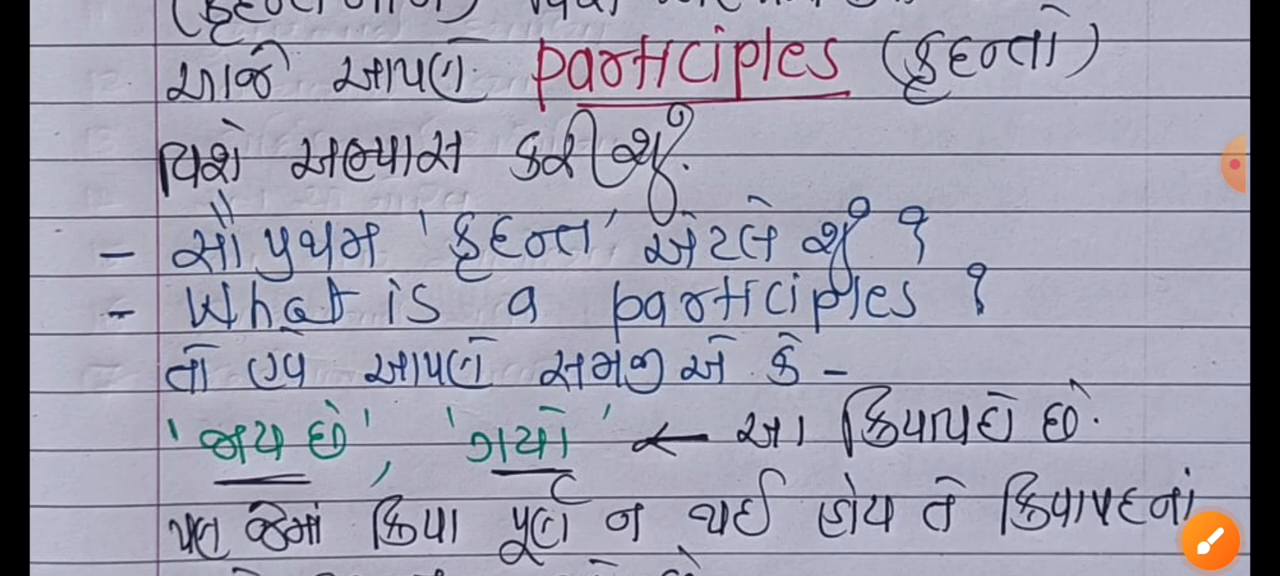 આજે આપણે participles (કૃદન્તો)
વિશે અભ્યાસ કરીશું.
- સૌ પ્રથમ 'કૃદન્ત' એટલે શું ?
- What is a participles ?
તો હવે આપણે સમજીએ કે -
'જાય છે', 'ગયો' ← આ ક્રિયાપદો છે.
પણ જેમાં ક્રિયા પૂર્ણ ન થઈ હોય તે ક્રિયાપદનાં